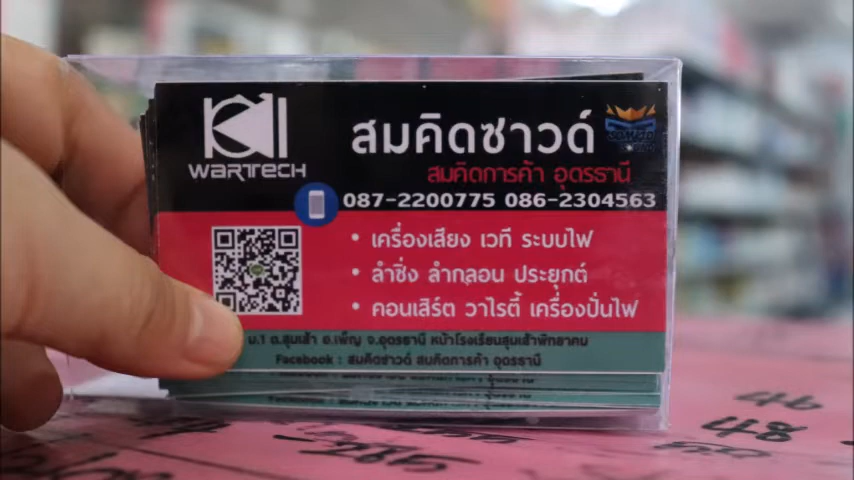 WARTECH
สมคิดซาวด์
สมคิดการค้า อุดรธานี
087-2200775 086-2304563
• เครื่องเสียง เวที ระบบไฟ
• ลำซิ่ง ลำกลอน ประยุกต์
• คอนเสิร์ต วาไรตี้ เครื่องปั่นไฟ
ม.1 ต.สุมเส้า อ.เพ็ญ จ.อุดรธานี หน้าโรงเรียนสุมเส้าพิทยาคม
Facebook : สมคิดซาวด์ สมคิดการค้า อุดรธานี
46
48